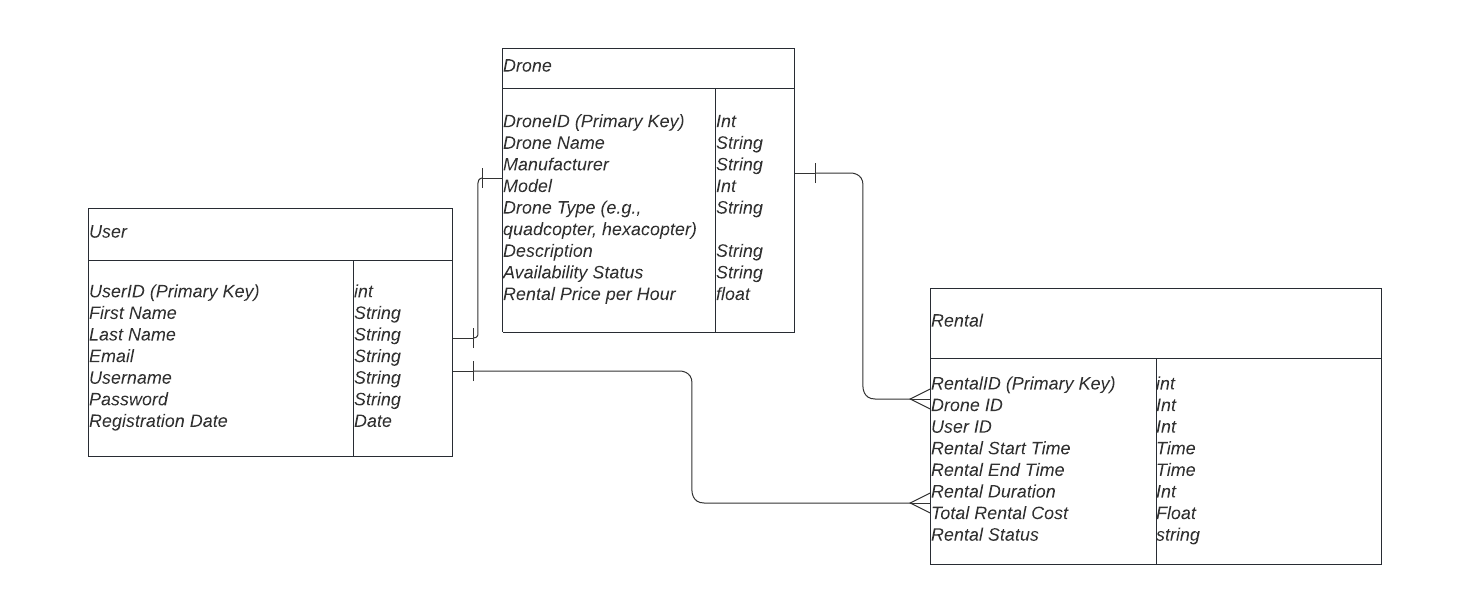 Drone
DroneID (Primary Key) Int
Drone Name String
Manufacturer String
Model Int
Drone Type (e.g., String
quadcopter, hexacopter)
Description String
Availability Status String
Rental Price per Hour float
User
UserID (Primary Key) int
First Name String
Last Name String
Email String
Username String
Password String
Registration Date Date
Rental
RentalID (Primary Key) int
Drone ID Int
User ID Int
Rental Start Time Time
Rental End Time Time
Rental Duration Int
Total Rental Cost Float
Rental Status string